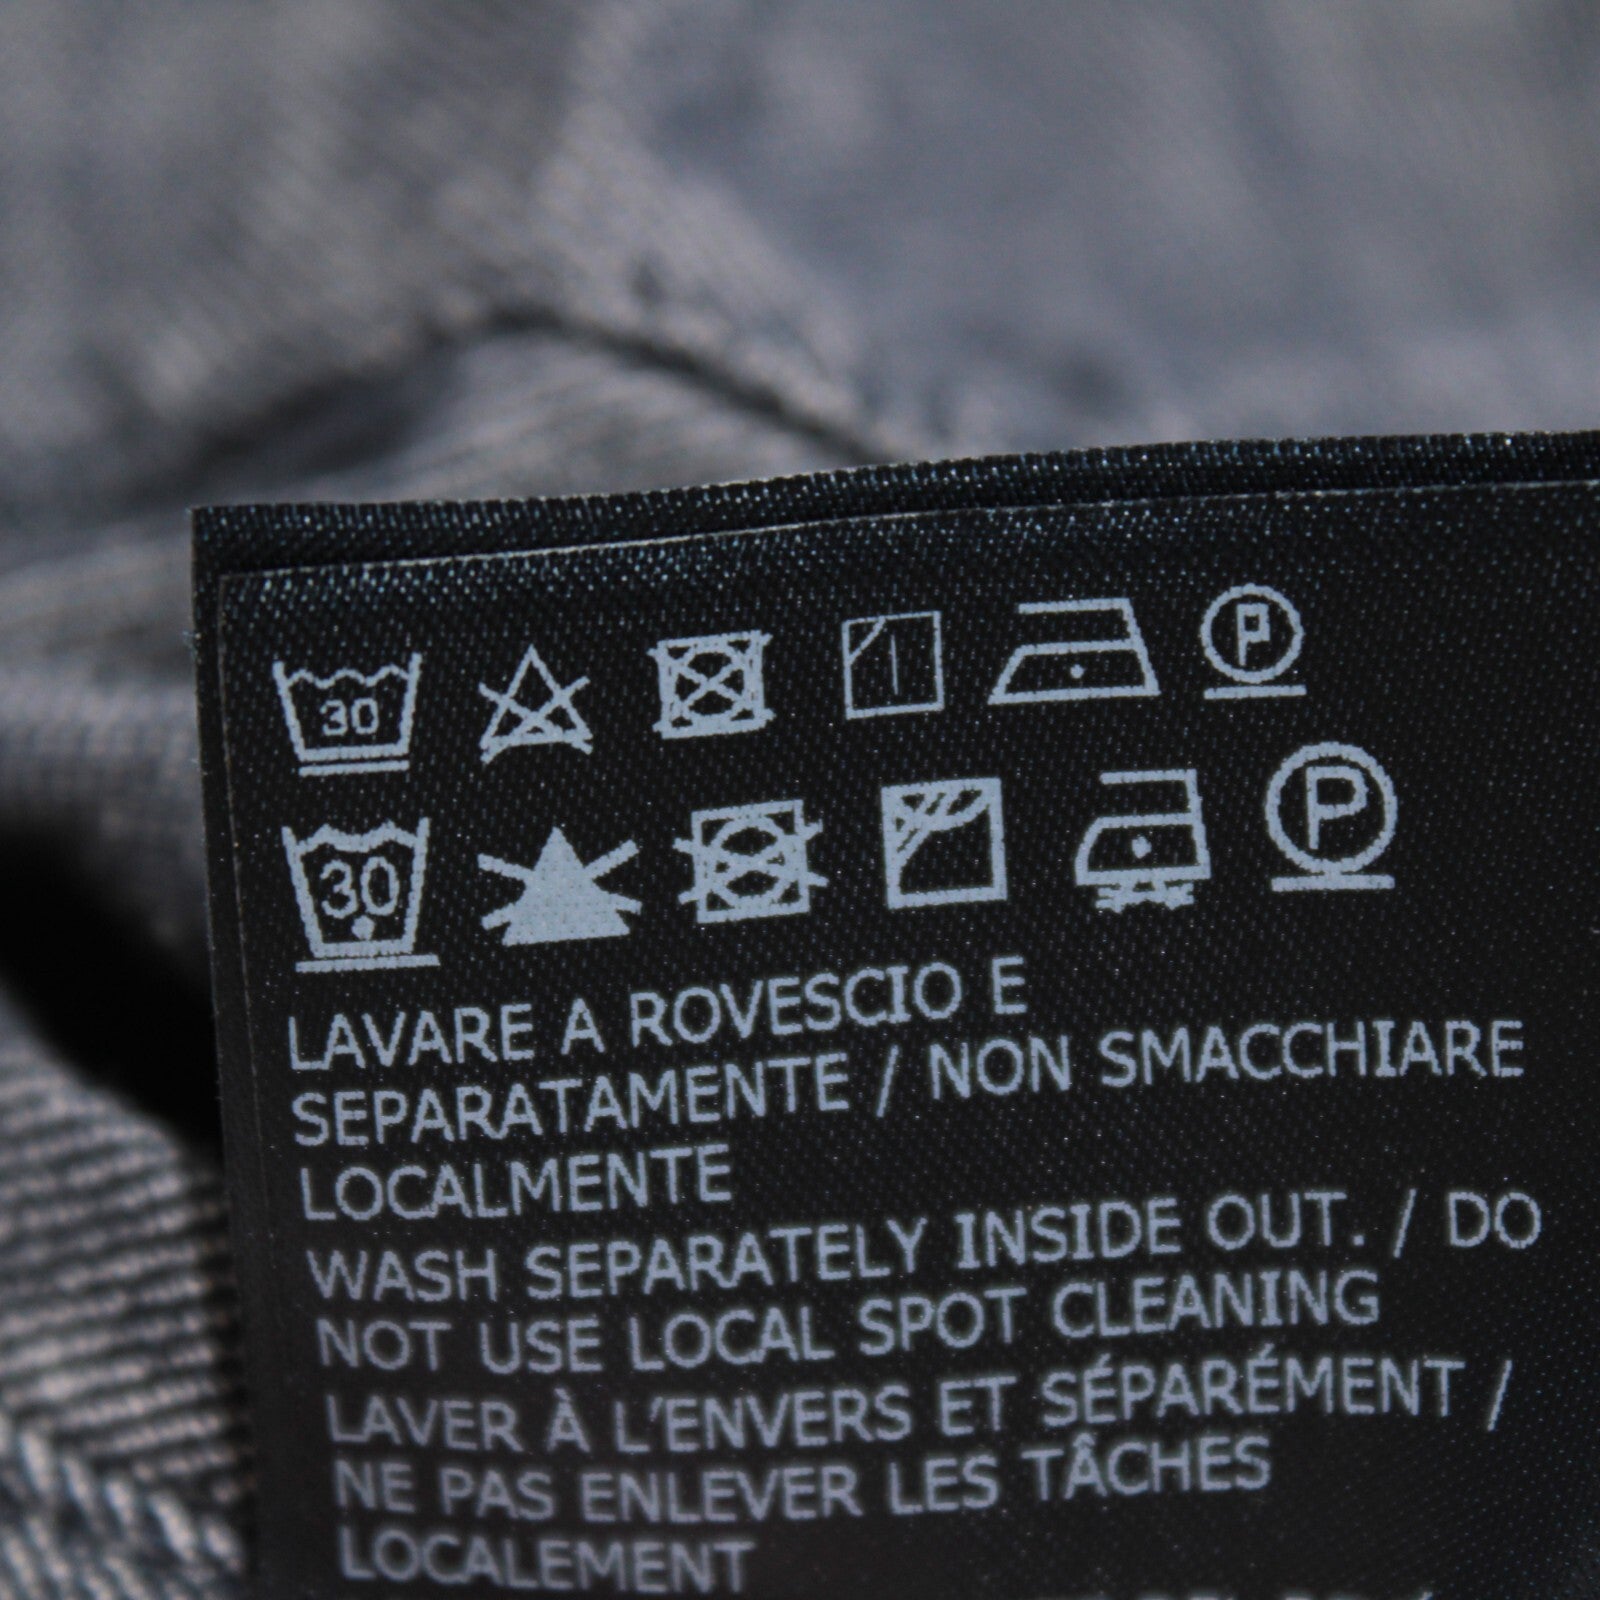 30 P
30 P
LAVARE A ROVESCIO E
SEPARATAMENTE / NON SMACCHIARE
LOCALMENTE
WASH SEPARATELY INSIDE OUT. / DO
NOT USE LOCAL SPOT CLEANING
LAVER À L'ENVERS ET SÉPARÉMENT /
NE PAS ENLEVER LES TÂCHES
LOCALEMENT